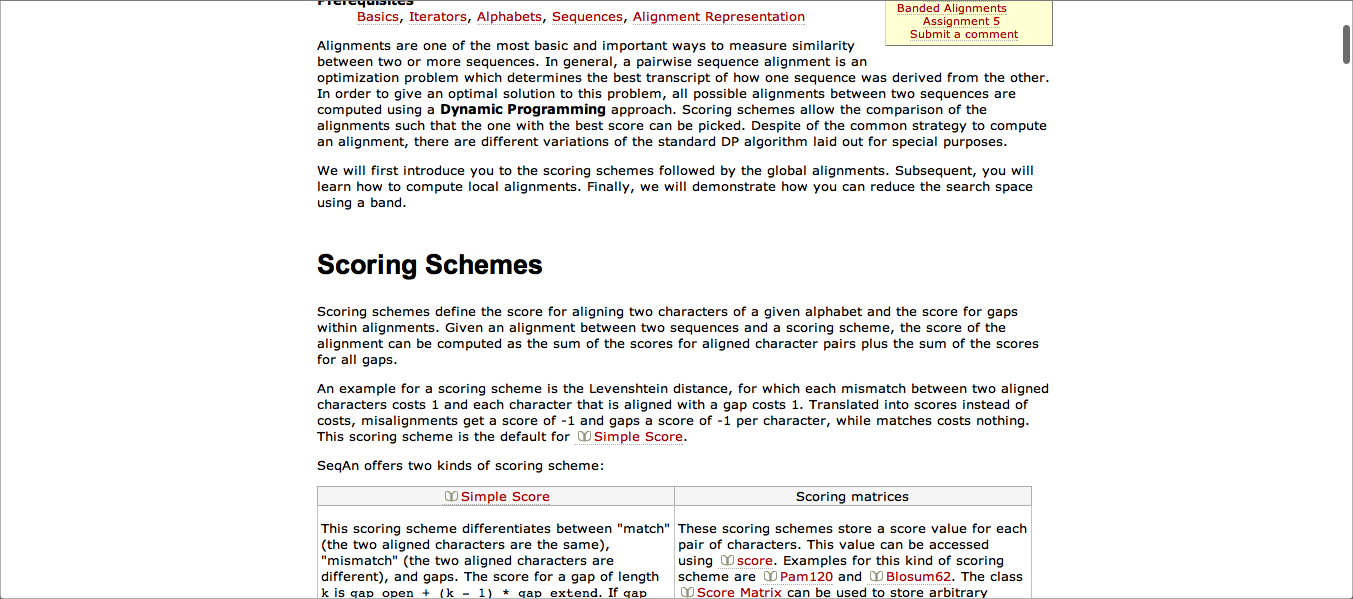 Prerequisites
Basics, Iterators, Alphabets, Sequences, Alignment Representation
Banded Alignments
Assignment 5
Submit a comment
Alignments are one of the most basic and important ways to measure similarity
between two or more sequences. In general, a pairwise sequence alignment is an
optimization problem which determines the best transcript of how one sequence was derived from the other.
In order to give an optimal solution to this problem, all possible alignments between two sequences are
computed using a Dynamic Programming approach. Scoring schemes allow the comparison of the
alignments such that the one with the best score can be picked. Despite of the common strategy to compute
an alignment, there are different variations of the standard DP algorithm laid out for special purposes.
We will first introduce you to the scoring schemes followed by the global alignments. Subsequent, you will
learn how to compute local alignments. Finally, we will demonstrate how you can reduce the search space
using a band.
Scoring Schemes
Scoring schemes define the score for aligning two characters of a given alphabet and the score for gaps
within alignments. Given an alignment between two sequences and a scoring scheme, the score of the
alignment can be computed as the sum of the scores for aligned character pairs plus the sum of the scores
for all gaps.
An example for a scoring scheme is the Levenshtein distance, for which each mismatch between two aligned
characters costs 1 and each character that is aligned with a gap costs 1. Translated into scores instead of
costs, misalignments get a score of -1 and gaps a score of -1 per character, while matches costs nothing.
This scoring scheme is the default for Simple Score.
SeqAn offers two kinds of scoring scheme:
Simple Score
Scoring matrices
This scoring scheme differentiates between "match"
(the two aligned characters are the same),
"mismatch" (the two aligned characters are
different), and gaps. The score for a gap of length
k is gap open + (k - 1) * gap extend. If gap
These scoring schemes store a score value for each
pair of characters. This value can be accessed
using score. Examples for this kind of scoring
scheme are Pam120 and Blosum62. The class
Score Matrix can be used to store arbitrary